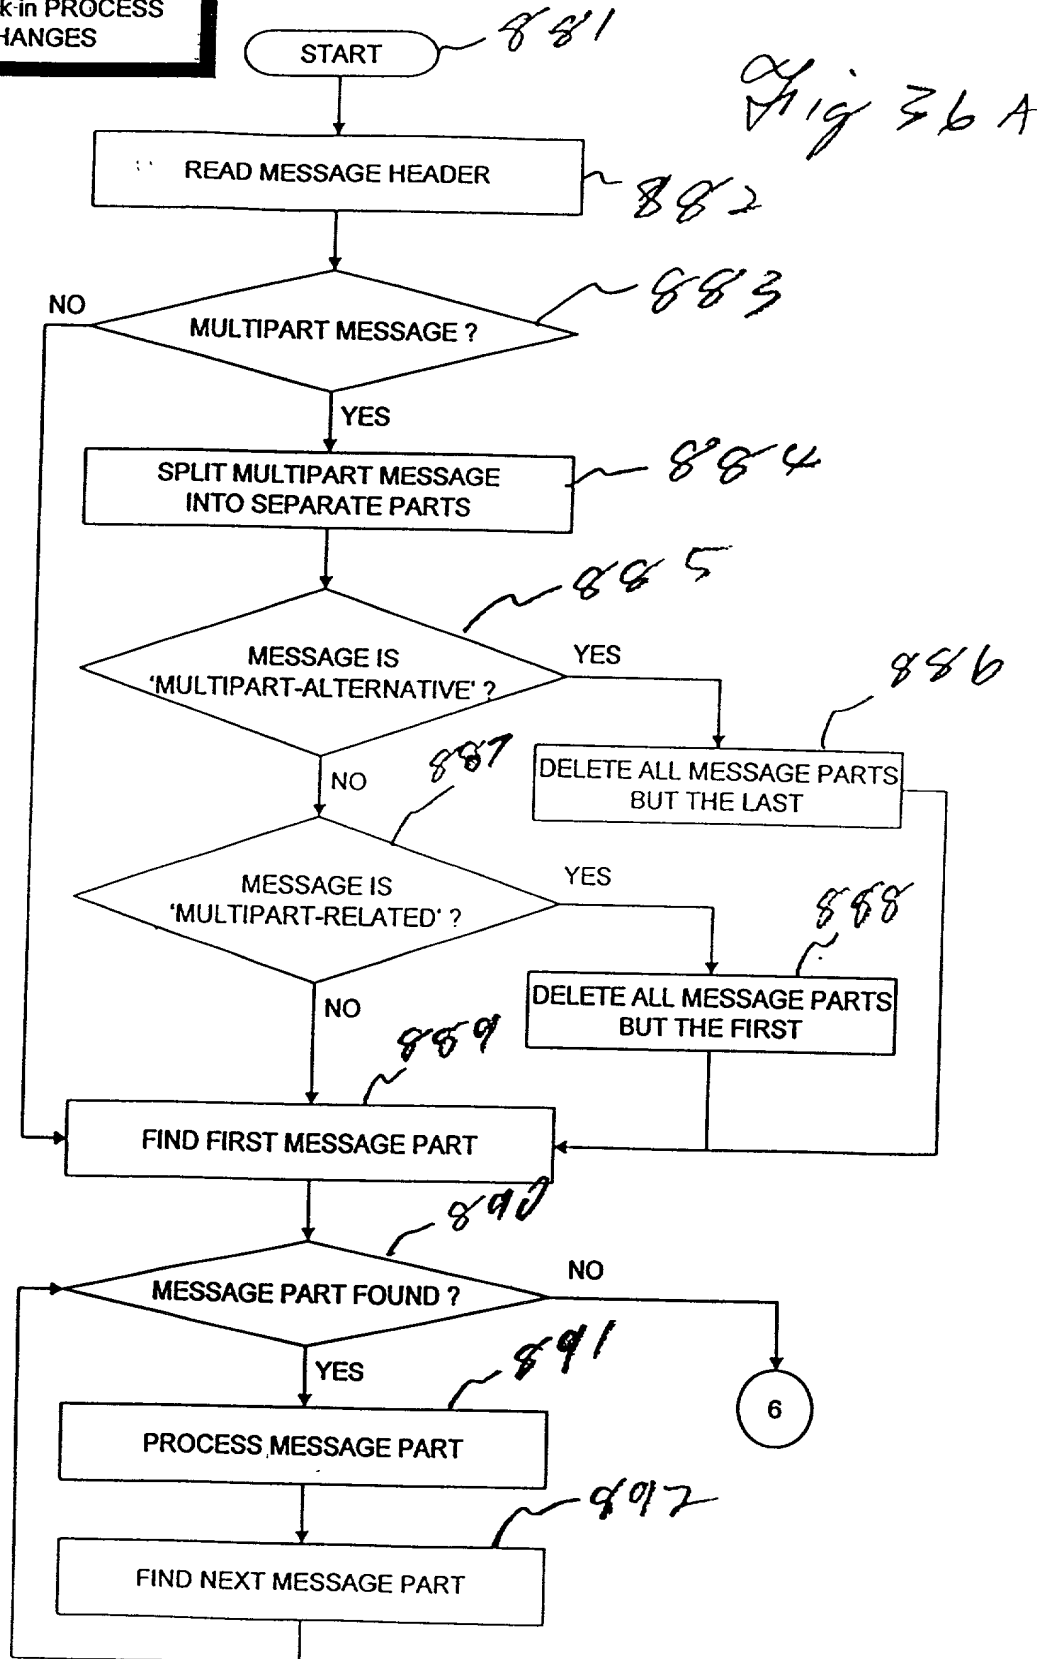 k-in PROCESS
HANGES
START
881
Fig 36 A
READ MESSAGE HEADER
882
NO
MULTIPART MESSAGE ?
883
YES
SPLIT MULTIPART MESSAGE
INTO SEPARATE PARTS
884
885
MESSAGE IS
'MULTIPART-ALTERNATIVE' ?
YES
886
DELETE ALL MESSAGE PARTS
BUT THE LAST
NO
887
MESSAGE IS
'MULTIPART-RELATED' ?
YES
888
DELETE ALL MESSAGE PARTS
BUT THE FIRST
NO
889
FIND FIRST MESSAGE PART
890
MESSAGE PART FOUND ?
NO
6
YES
891
PROCESS MESSAGE PART
892
FIND NEXT MESSAGE PART